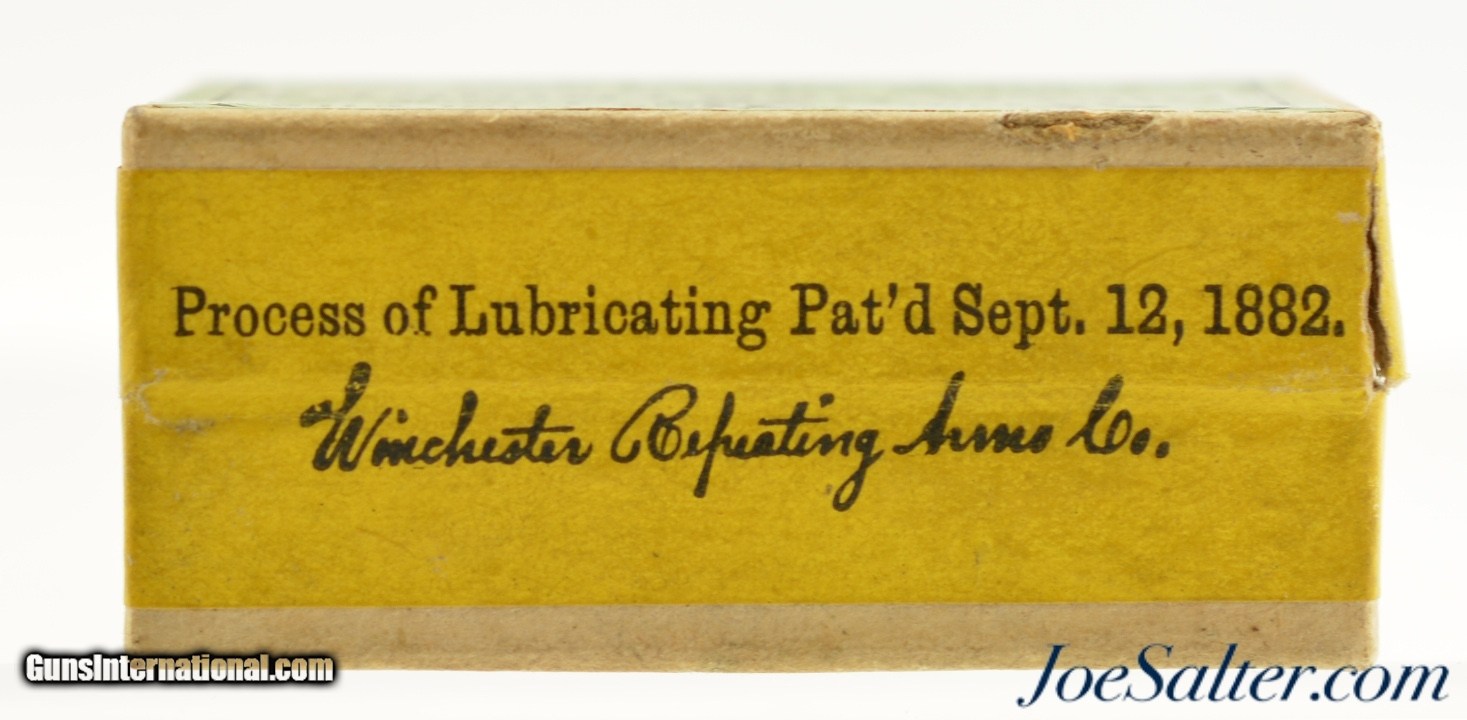 Process of Lubricating Pat'd Sept. 12, 1882.
Winchester Repeating Arms Co.
GunsInternational.com
JoeSalter.com